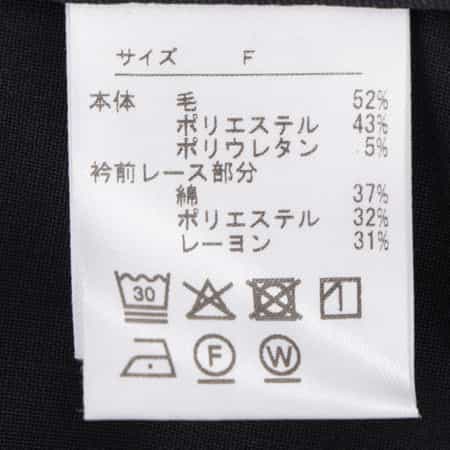 サイズ F
本体 毛 52%
ポリエステル 43%
ポリウレタン 5%
衿前レース部分
綿 37%
ポリエステル 32%
レーヨン 31%
30
F W